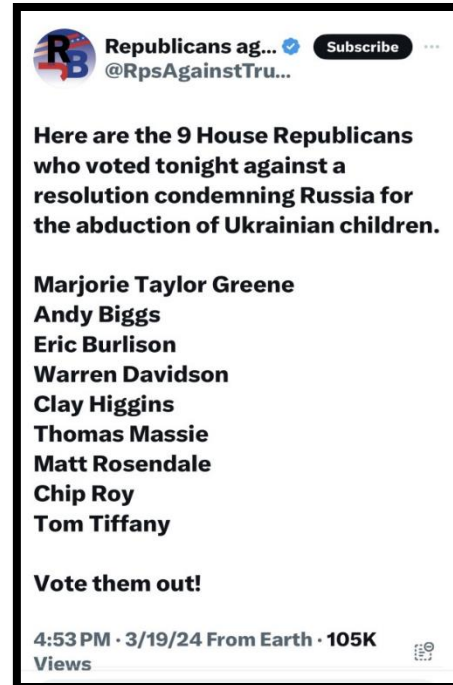 Republicans ag...
Subscribe
@RpsAgainstTru...
Here are the 9 House Republicans
who voted tonight against a
resolution condemning Russia for
the abduction of Ukrainian children.
Marjorie Taylor Greene
Andy Biggs
Eric Burlison
Warren Davidson
Clay Higgins
Thomas Massie
Matt Rosendale
Chip Roy
Tom Tiffany
Vote them out!
4:53 PM · 3/19/24 From Earth · 105K
Views